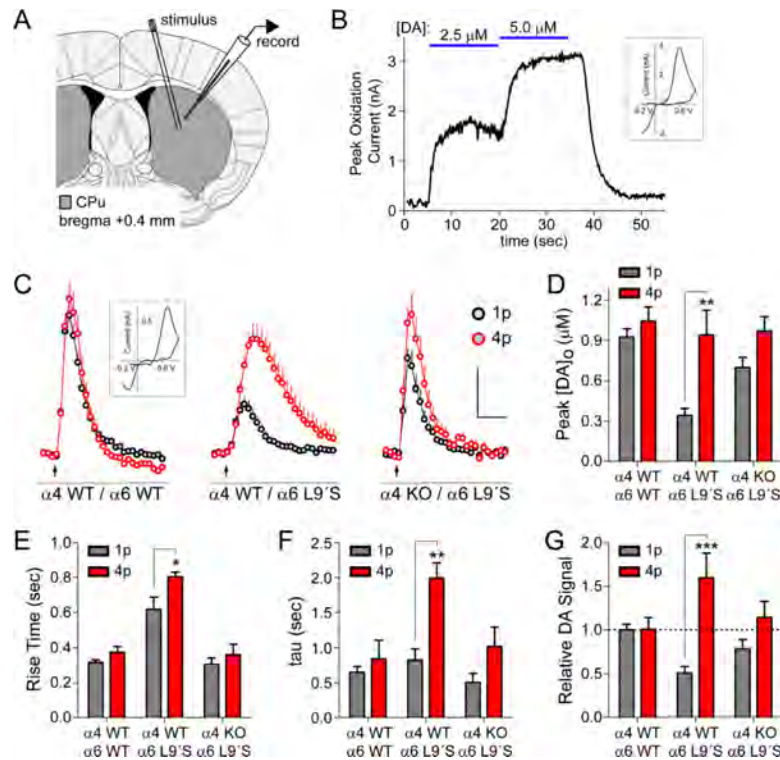 A
stimulus
record
CPu
bregma +0.4 mm
B
[DA]:
2.5 µM
5.0 µM
Peak Oxidation
Current (nA)
3
2
1
0
0
10
20
30
40
50
time (sec)
Current (nA)
-0.2 V
0.6 V
C
Current (nA)
0.5
0.6 V
1p
4p
α4 WT / α6 WT
α4 WT / α6 L9´S
α4 KO / α6 L9´S
D
1p
4p
**
Peak [DA]O (µM)
1.2
0.9
0.6
0.3
0.0
α4 WT α4 WT α4 KO
α6 WT α6 L9´S α6 L9´S
E
1p
4p
*
Rise Time (sec)
1.0
0.8
0.6
0.4
0.2
0.0
α4 WT α4 WT α4 KO
α6 WT α6 L9´S α6 L9´S
F
1p
4p
**
tau (sec)
2.5
2.0
1.5
1.0
0.5
0.0
α4 WT α4 WT α4 KO
α6 WT α6 L9´S α6 L9´S
G
1p
4p
***
Relative DA Signal
2.0
1.5
1.0
0.5
0.0
α4 WT α4 WT α4 KO
α6 WT α6 L9´S α6 L9´S